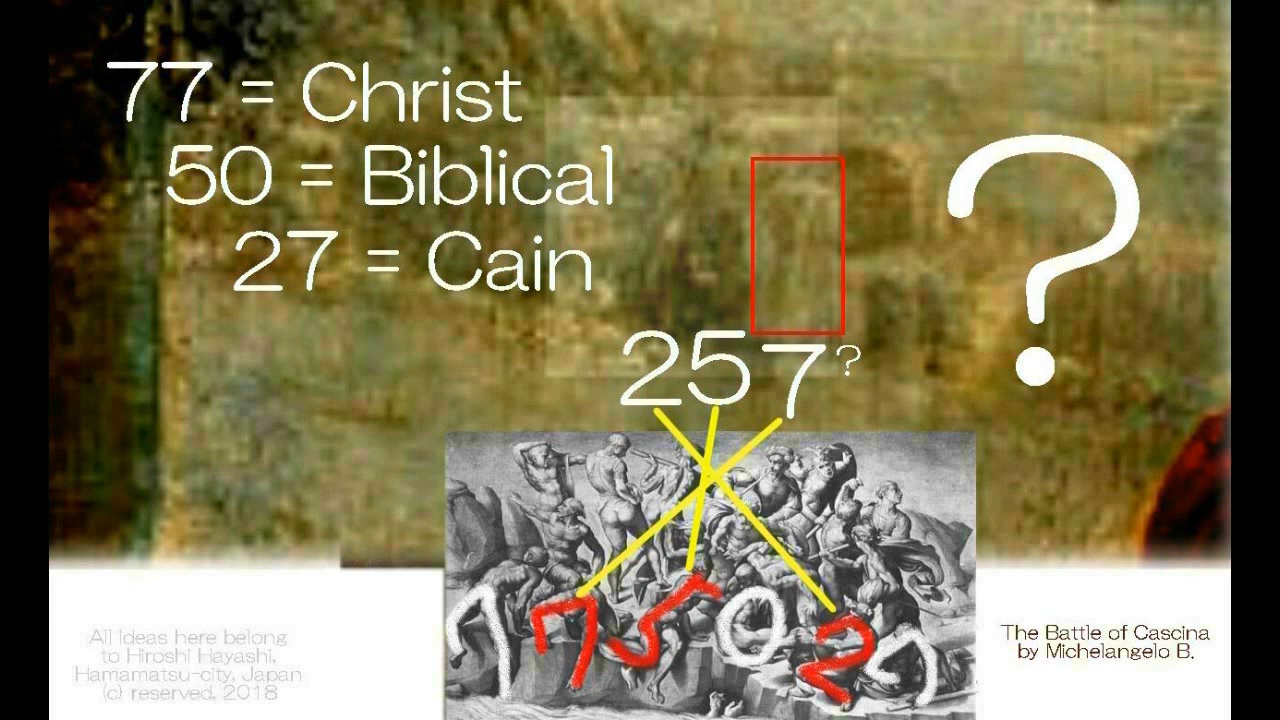 77 = Christ
50 = Biblical
27 = Cain
?
257?
775027
The Battle of Cascina
by Michelangelo B.
All ideas here belong
to Hiroshi Hayashi,
Hamamatsu-city, Japan
(c) reserved, 2018